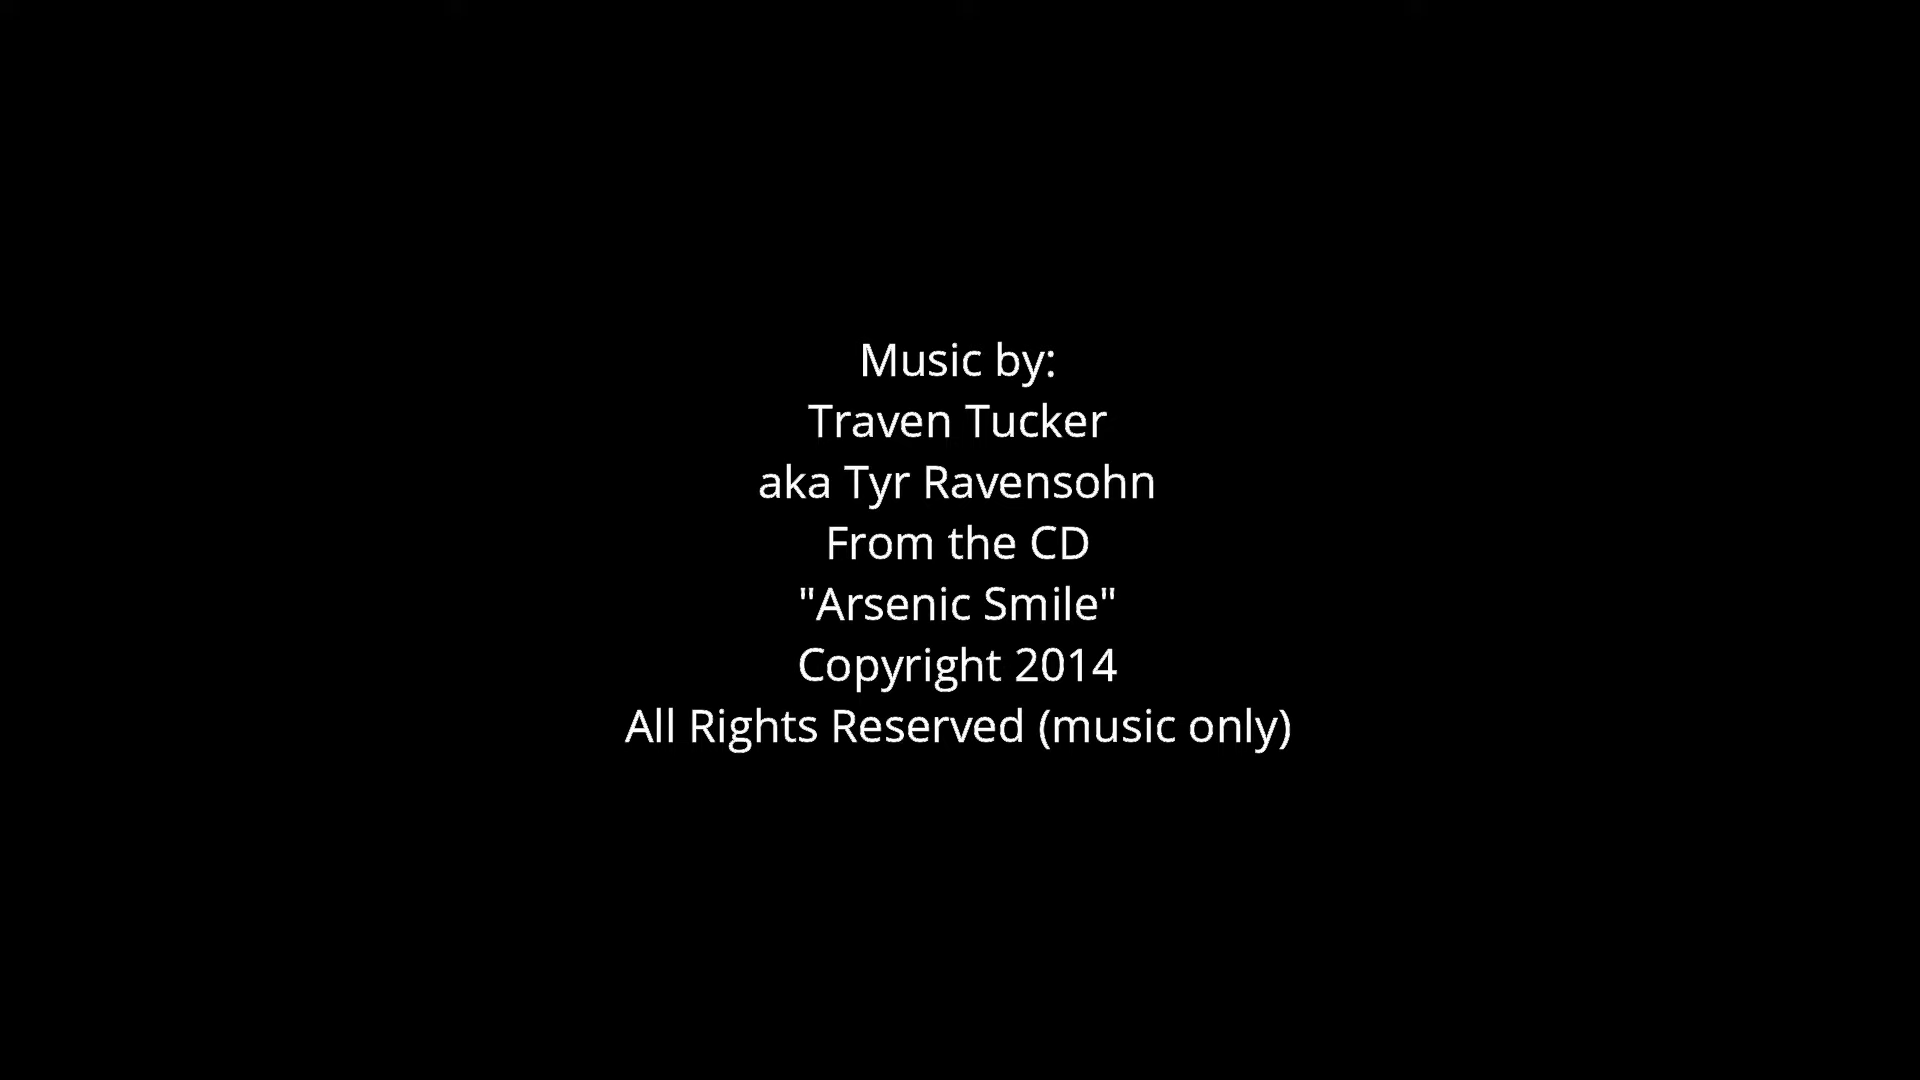 Music by:
Traven Tucker
aka Tyr Ravensohn
From the CD
"Arsenic Smile"
Copyright 2014
All Rights Reserved (music only)